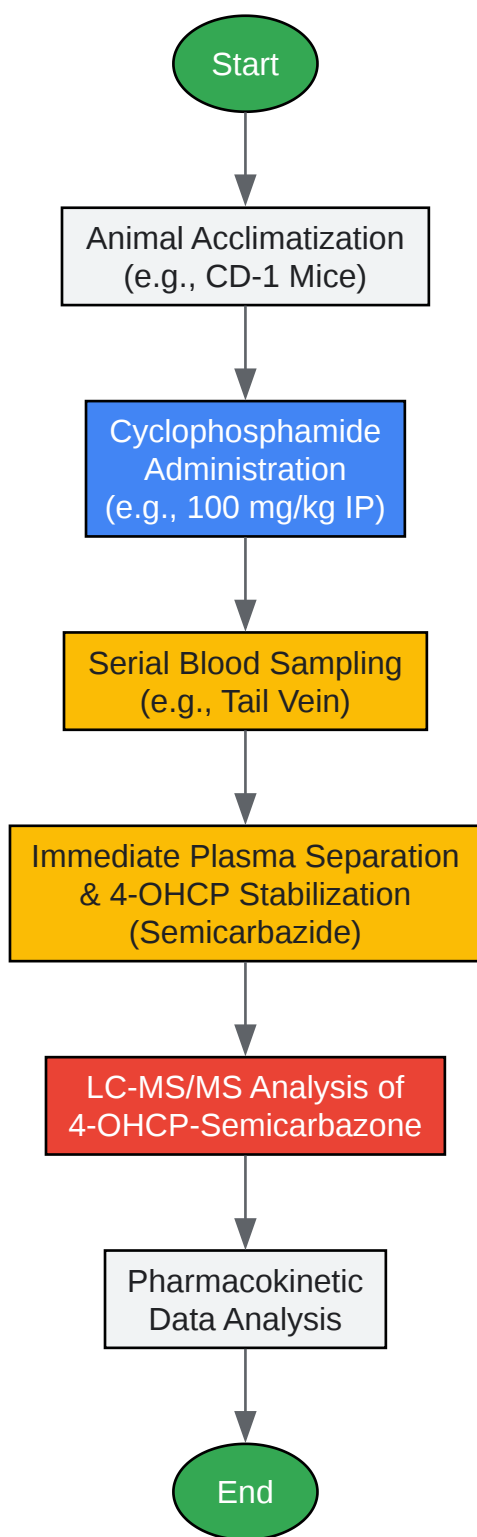 Start
Animal Acclimatization
(e.g., CD-1 Mice)
Cyclophosphamide
Administration
(e.g., 100 mg/kg IP)
Serial Blood Sampling
(e.g., Tail Vein)
Immediate Plasma Separation
& 4-OHCP Stabilization
(Semicarbazide)
LC-MS/MS Analysis of
4-OHCP-Semicarbazone
Pharmacokinetic
Data Analysis
End